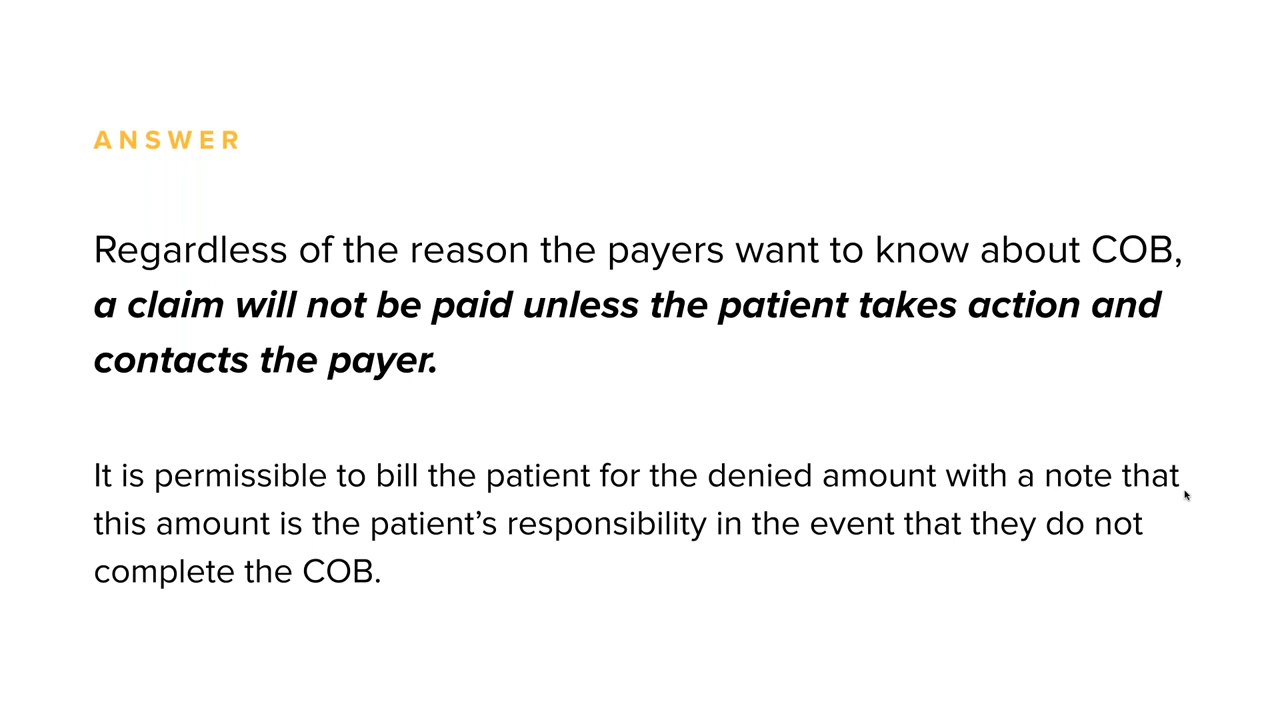 ANSWER
Regardless of the reason the payers want to know about COB,
a claim will not be paid unless the patient takes action and
contacts the payer.
It is permissible to bill the patient for the denied amount with a note that
this amount is the patient’s responsibility in the event that they do not
complete the COB.